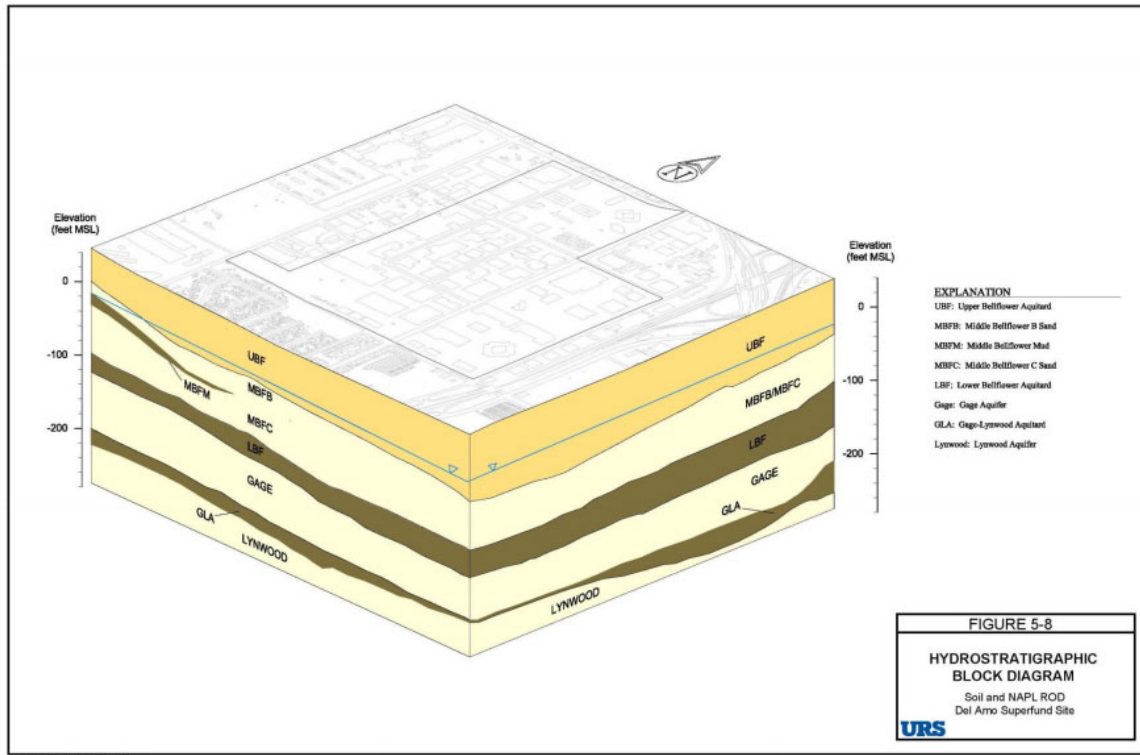 Elevation
(feet MSL)
0
-100
-200
UBF
MBFB
MBFM
MBFC
LBF
GAGE
GLA
LYNWOOD
N
UBF
MBFB/MBFC
LBF
GAGE
GLA
LYNWOOD
Elevation
(feet MSL)
0
-100
-200
EXPLANATION
UBF: Upper Bellflower Aquitard
MBFB: Middle Bellflower B Sand
MBFM: Middle Bellflower Mud
MBFC: Middle Bellflower C Sand
LBF: Lower Bellflower Aquitard
Gage: Gage Aquifer
GLA: Gage-Lynwood Aquitard
Lynwood: Lynwood Aquifer
FIGURE 5-8
HYDROSTRATIGRAPHIC
BLOCK DIAGRAM
Soil and NAPL ROD
Del Amo Superfund Site
URS